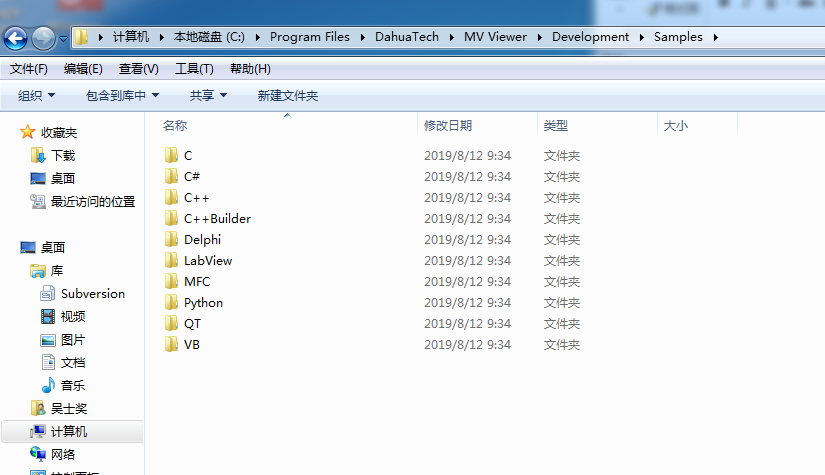 计算机 本地磁盘 (C:) Program Files DahuaTech MV Viewer Development Samples
文件(F) 编辑(E) 查看(V) 工具(T) 帮助(H)
组织 包含到库中 共享 新建文件夹
收藏夹
下载
桌面
最近访问的位置
桌面
库
Subversion
视频
图片
文档
音乐
吴士奖
计算机
网络
名称 修改日期 类型 大小
C 2019/8/12 9:34 文件夹
C# 2019/8/12 9:34 文件夹
C++ 2019/8/12 9:34 文件夹
C++Builder 2019/8/12 9:34 文件夹
Delphi 2019/8/12 9:34 文件夹
LabView 2019/8/12 9:34 文件夹
MFC 2019/8/12 9:34 文件夹
Python 2019/8/12 9:34 文件夹
QT 2019/8/12 9:34 文件夹
VB 2019/8/12 9:34 文件夹